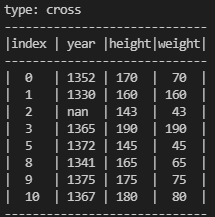 type: cross
-----------------------------
|index | year |height|weight|
-----------------------------
|  0   | 1352 | 170  |  70  |
|  1   | 1330 | 160  | 160  |
|  2   | nan  | 143  |  43  |
|  3   | 1365 | 190  | 190  |
|  5   | 1372 | 145  |  45  |
|  8   | 1341 | 165  |  65  |
|  9   | 1375 | 175  |  75  |
|  10  | 1367 | 180  |  80  |
-----------------------------